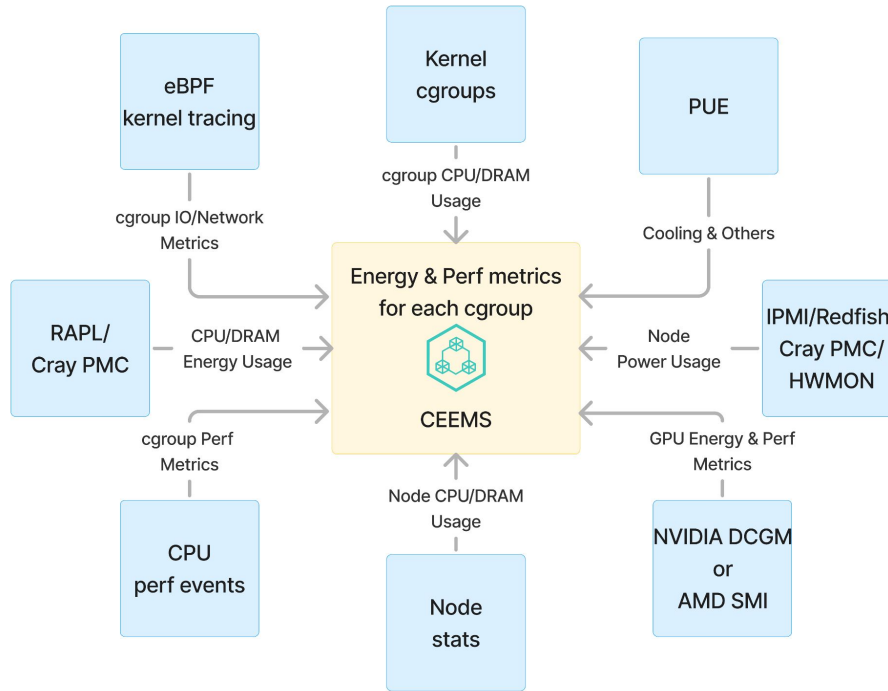 eBPF
kernel tracing
Kernel
cgroups
PUE
cgroup IO/Network
Metrics
cgroup CPU/DRAM
Usage
Cooling & Others
RAPL/
Cray PMC
CPU/DRAM
Energy Usage
Energy & Perf metrics
for each cgroup
CEEMS
Node
Power Usage
IPMI/Redfish
Cray PMC/
HWMON
cgroup Perf
Metrics
Node CPU/DRAM
Usage
GPU Energy & Perf
Metrics
CPU
perf events
Node
stats
NVIDIA DCGM
or
AMD SMI